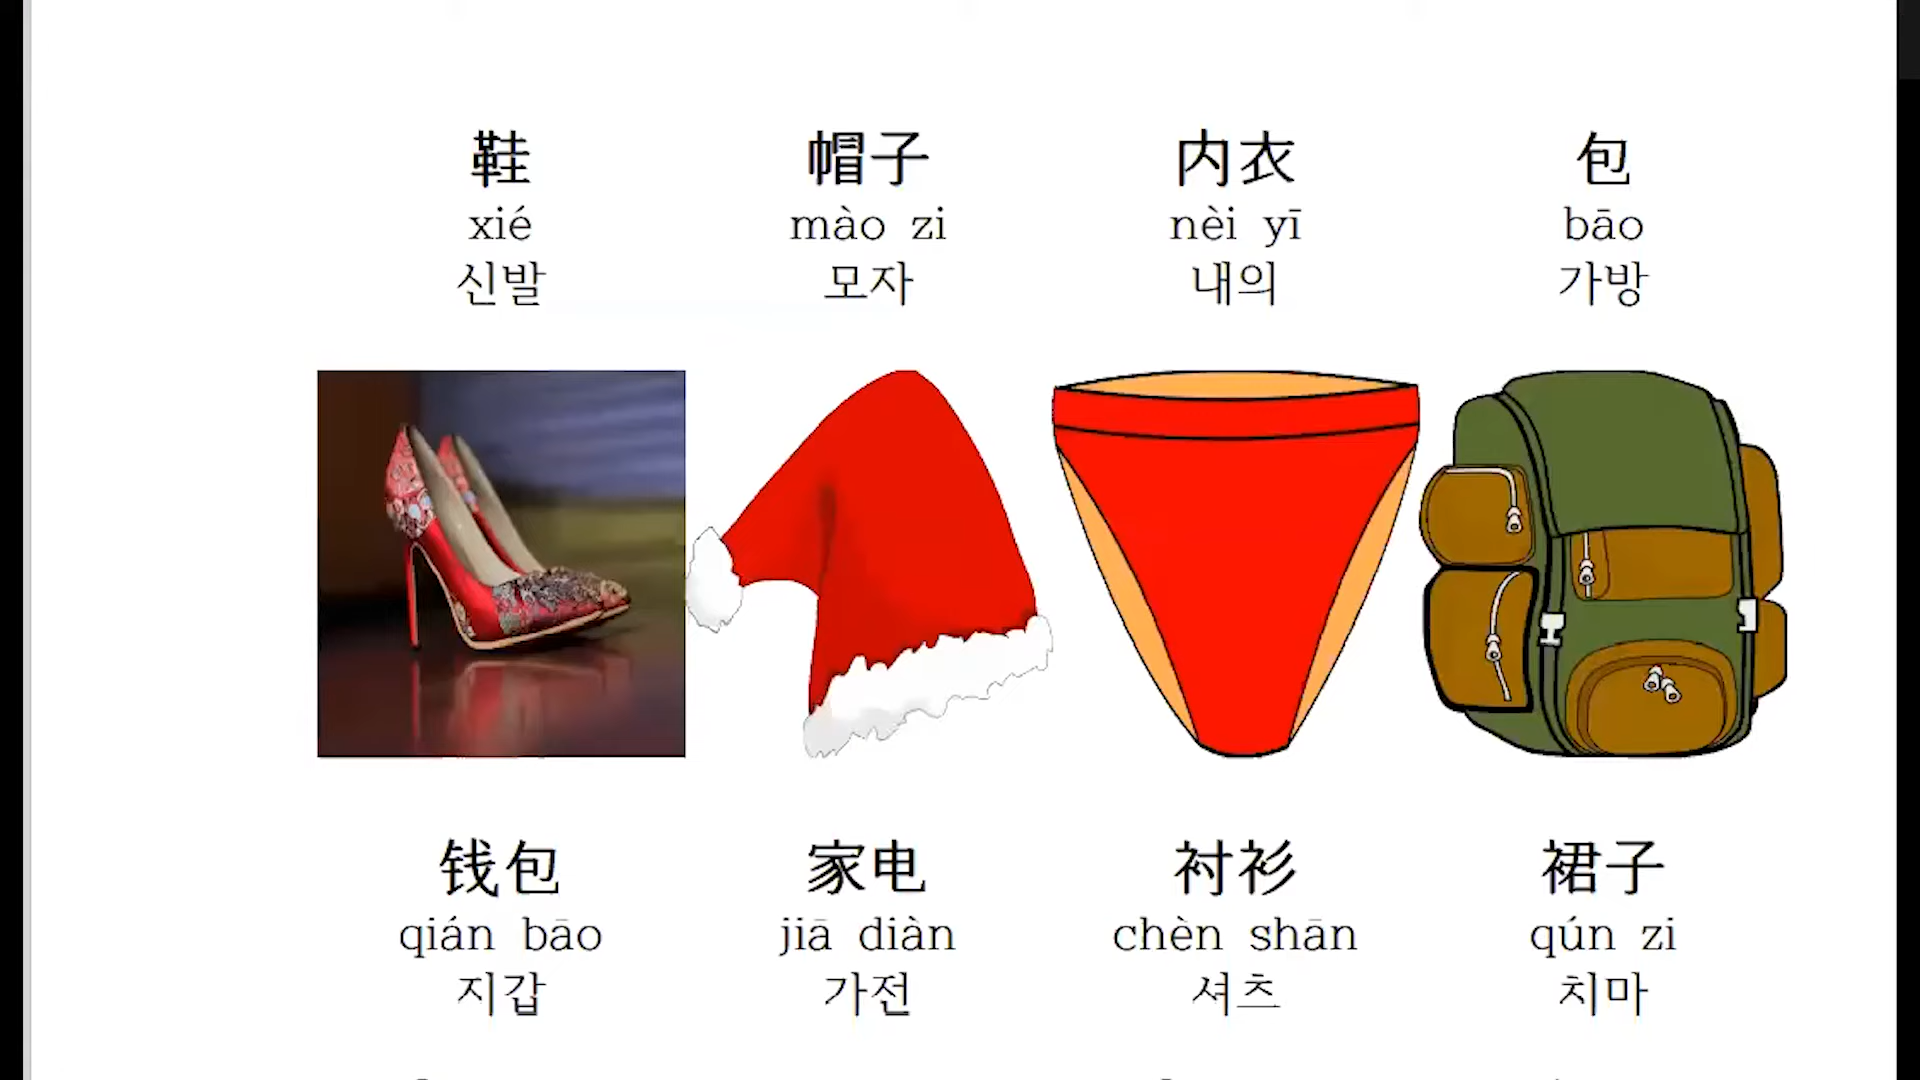 鞋 帽子 内衣 包
xié mào zi nèi yī bāo
신발 모자 내의 가방
钱包 家电 衬衫 裙子
qián bāo jiā diàn chèn shān qún zi
지갑 가전 셔츠 치마